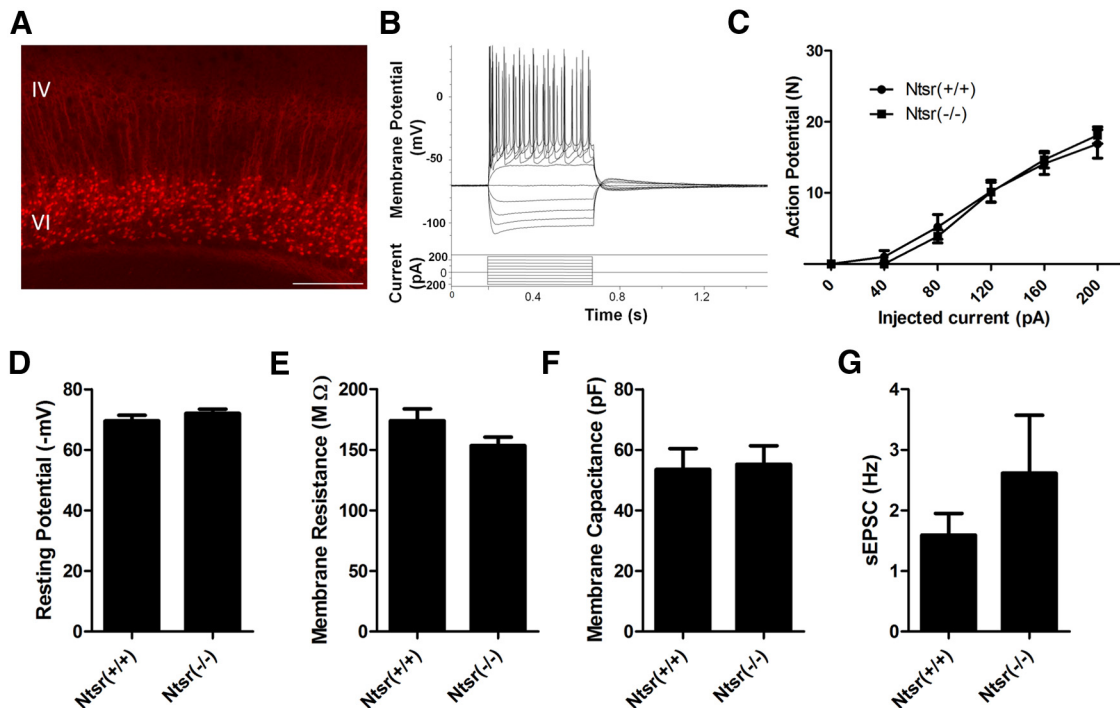 A
IV
VI
B
Membrane Potential
(mV)
0
-50
-100
Current
(pA)
200
0
-200
0
0.4
0.8
1.2
Time (s)
C
Action Potential (N)
30
20
10
0
Ntsr(+/+)
Ntsr(-/-)
0
40
80
120
160
200
Injected current (pA)
D
Resting Potential (-mV)
80
60
40
20
0
Ntsr(+/+)
Ntsr(-/-)
E
Membrane Resistance (M Ω)
200
150
100
50
0
Ntsr(+/+)
Ntsr(-/-)
F
Membrane Capacitance (pF)
80
60
40
20
0
Ntsr(+/+)
Ntsr(-/-)
G
sEPSC (Hz)
4
3
2
1
0
Ntsr(+/+)
Ntsr(-/-)